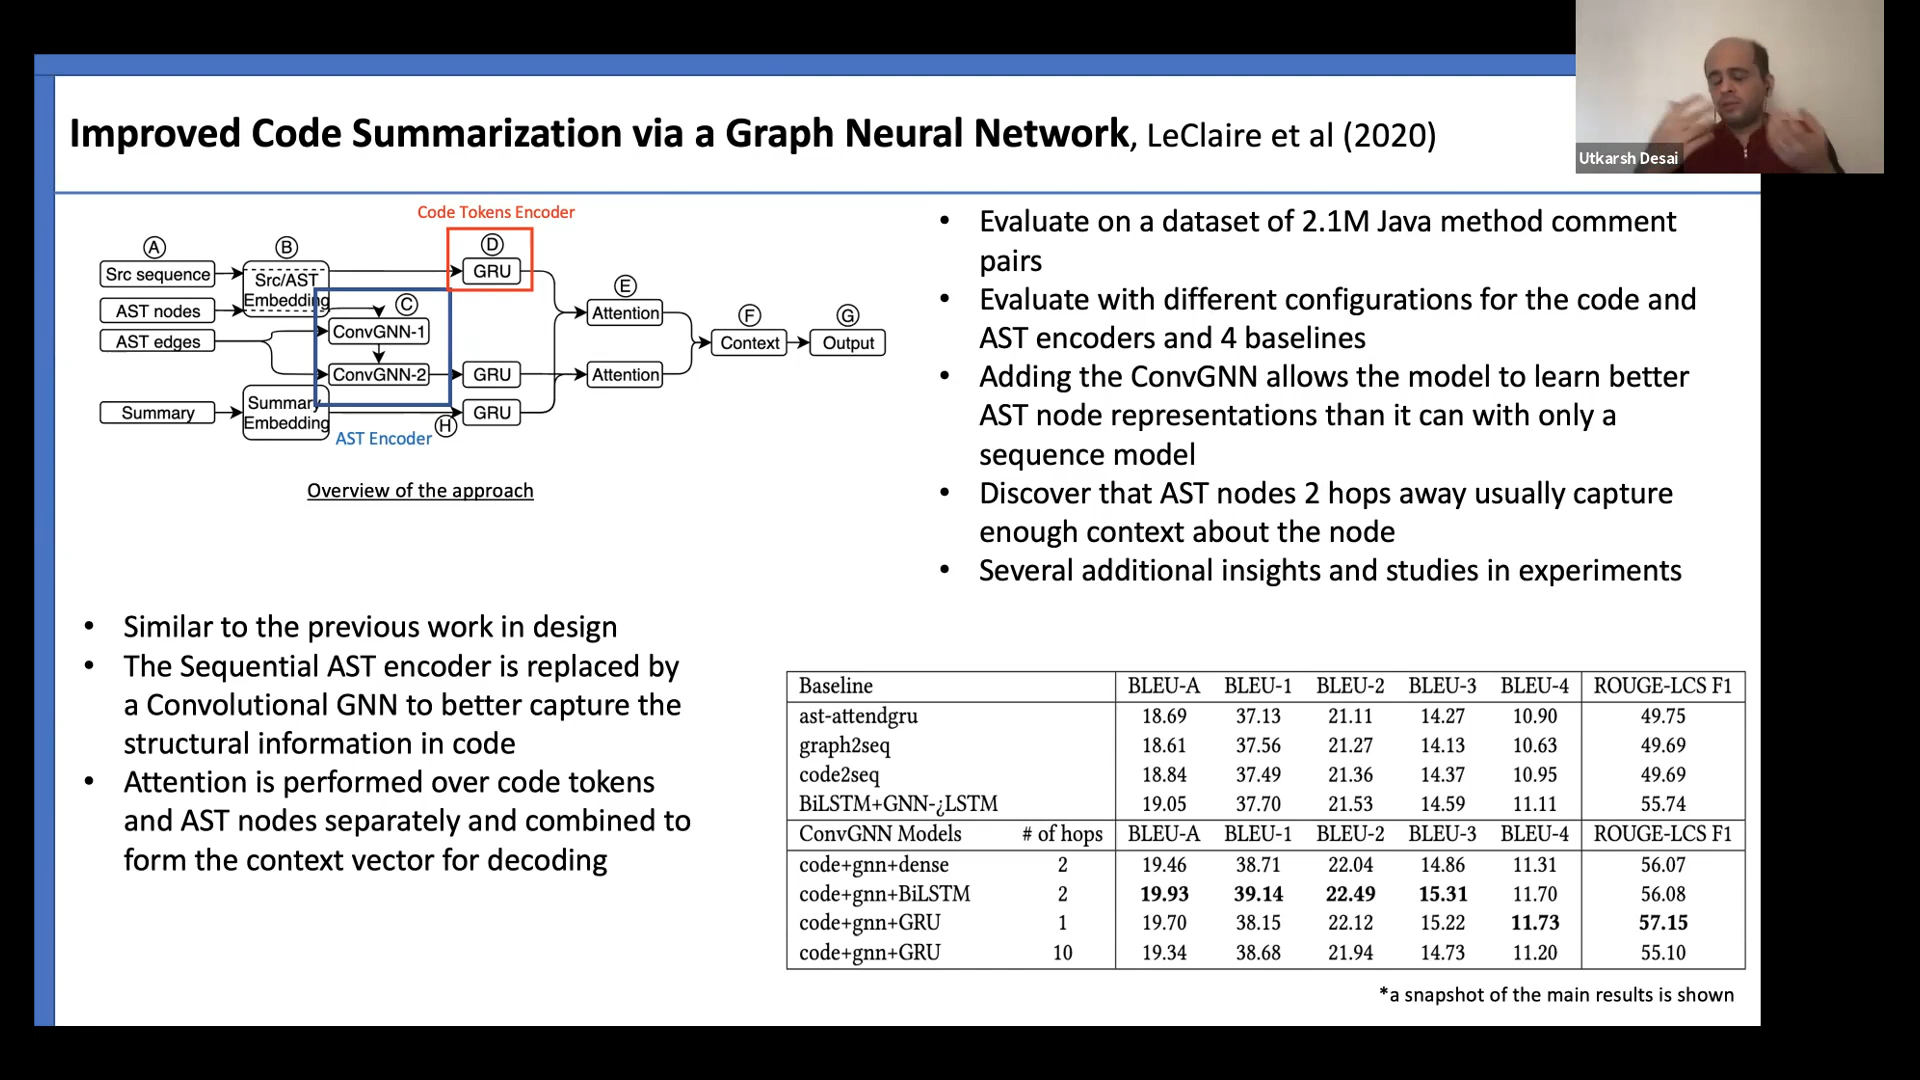 Improved Code Summarization via a Graph Neural Network, LeClaire et al (2020)
Utkarsh Desai
Code Tokens Encoder
A
B
D
Src sequence
Src/AST
Embedding
GRU
AST nodes
C
E
AST edges
ConvGNN-1
Attention
F
G
Context
Output
ConvGNN-2
GRU
Attention
Summary
Summary
Embedding
GRU
H
AST Encoder
Overview of the approach
• Evaluate on a dataset of 2.1M Java method comment
pairs
• Evaluate with different configurations for the code and
AST encoders and 4 baselines
• Adding the ConvGNN allows the model to learn better
AST node representations than it can with only a
sequence model
• Discover that AST nodes 2 hops away usually capture
enough context about the node
• Several additional insights and studies in experiments
• Similar to the previous work in design
• The Sequential AST encoder is replaced by
a Convolutional GNN to better capture the
structural information in code
• Attention is performed over code tokens
and AST nodes separately and combined to
form the context vector for decoding
Baseline BLEU-A BLEU-1 BLEU-2 BLEU-3 BLEU-4 ROUGE-LCS F1
ast-attendgru 18.69 37.13 21.11 14.27 10.90 49.75
graph2seq 18.61 37.56 21.27 14.13 10.63 49.69
code2seq 18.84 37.49 21.36 14.37 10.95 49.69
BiLSTM+GNN-¿LSTM 19.05 37.70 21.53 14.59 11.11 55.74
ConvGNN Models # of hops BLEU-A BLEU-1 BLEU-2 BLEU-3 BLEU-4 ROUGE-LCS F1
code+gnn+dense 2 19.46 38.71 22.04 14.86 11.31 56.07
code+gnn+BiLSTM 2 19.93 39.14 22.49 15.31 11.70 56.08
code+gnn+GRU 1 19.70 38.15 22.12 15.22 11.73 57.15
code+gnn+GRU 10 19.34 38.68 21.94 14.73 11.20 55.10
*a snapshot of the main results is shown